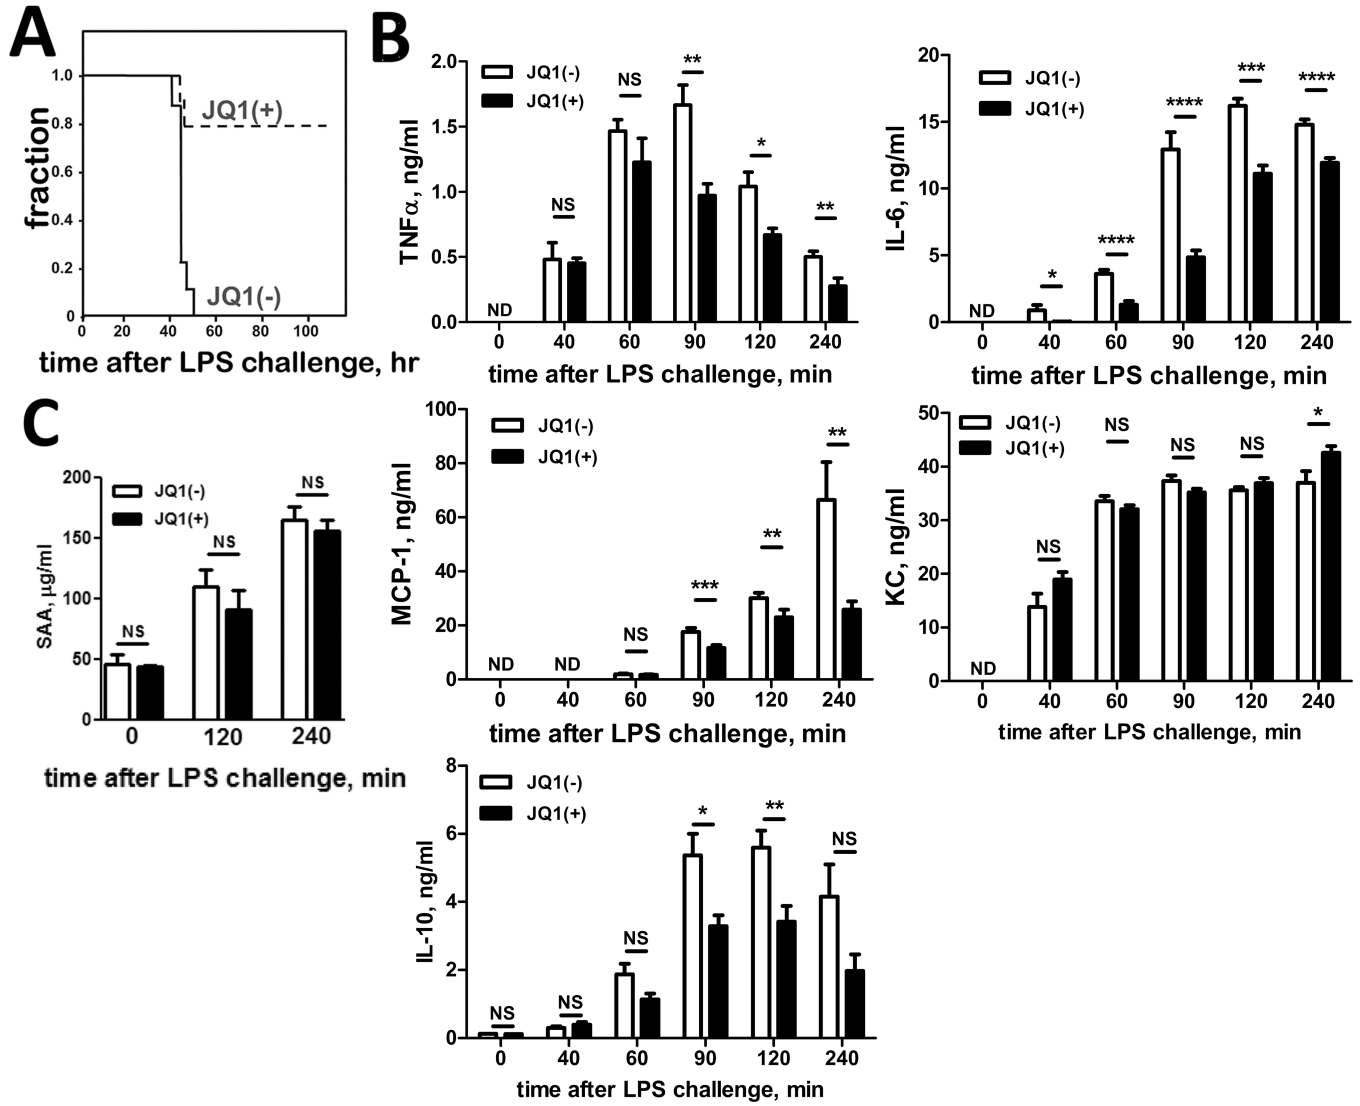 A
fraction
1.0
0.8
0.6
0.4
0.2
0
JQ1(+)
JQ1(-)
0 20 40 60 80 100
time after LPS challenge, hr
B
TNFα, ng/ml
2.0
1.5
1.0
0.5
0.0
JQ1(-)
JQ1(+)
ND NS NS ** * **
0 40 60 90 120 240
time after LPS challenge, min
IL-6, ng/ml
20
15
10
5
0
JQ1(-)
JQ1(+)
ND * **** **** *** ****
0 40 60 90 120 240
time after LPS challenge, min
C
SAA, µg/ml
200
150
100
50
0
JQ1(-)
JQ1(+)
NS NS NS
0 120 240
time after LPS challenge, min
MCP-1, ng/ml
100
80
60
40
20
0
JQ1(-)
JQ1(+)
ND ND NS *** ** **
0 40 60 90 120 240
time after LPS challenge, min
KC, ng/ml
50
40
30
20
10
0
JQ1(-)
JQ1(+)
ND NS NS NS NS *
0 40 60 90 120 240
time after LPS challenge, min
IL-10, ng/ml
8
6
4
2
0
JQ1(-)
JQ1(+)
NS NS NS * ** NS
0 40 60 90 120 240
time after LPS challenge, min